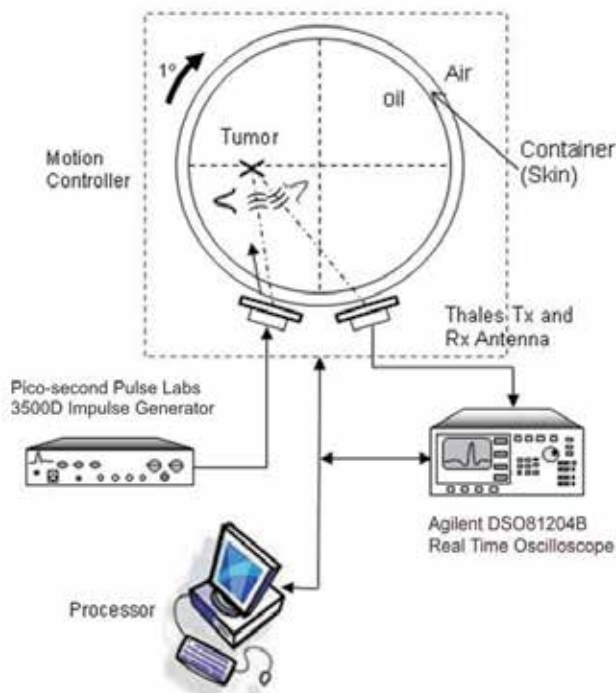 1°
Air
Oil
Tumor
Motion
Controller
Container
(Skin)
Thales Tx and
Rx Antenna
Pico-second Pulse Labs
3500D Impulse Generator
Agilent DSO81204B
Real Time Oscilloscope
Processor